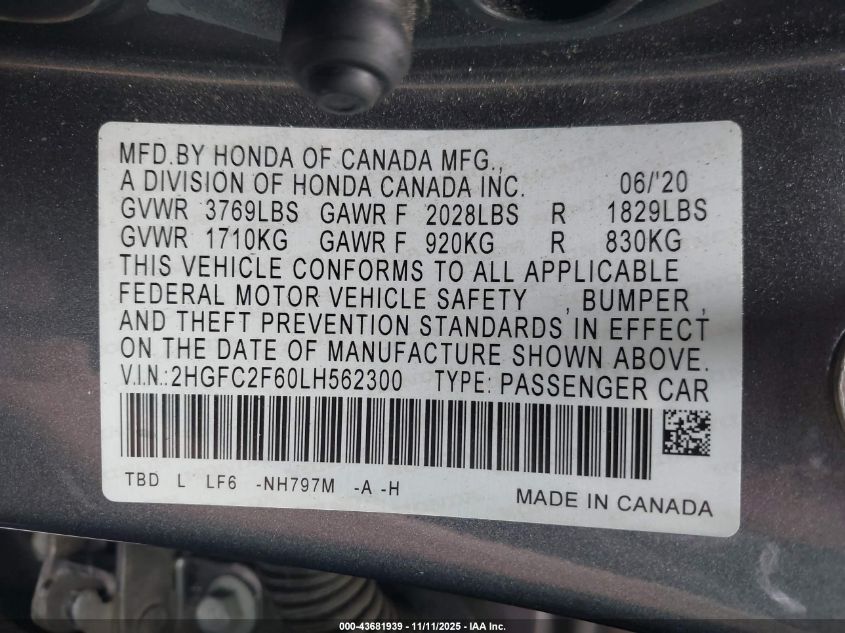 MFD.BY HONDA OF CANADA MFG.,
A DIVISION OF HONDA CANADA INC. 06/'20
GVWR 3769LBS GAWR F 2028LBS R 1829LBS
GVWR 1710KG GAWR F 920KG R 830KG
THIS VEHICLE CONFORMS TO ALL APPLICABLE
FEDERAL MOTOR VEHICLE SAFETY , BUMPER ,
AND THEFT PREVENTION STANDARDS IN EFFECT
ON THE DATE OF MANUFACTURE SHOWN ABOVE.
V.I.N.:2HGFC2F60LH562300 TYPE: PASSENGER CAR
TBD L LF6 -NH797M -A -H
MADE IN CANADA
000-43681939 - 11/11/2025 - IAA Inc.